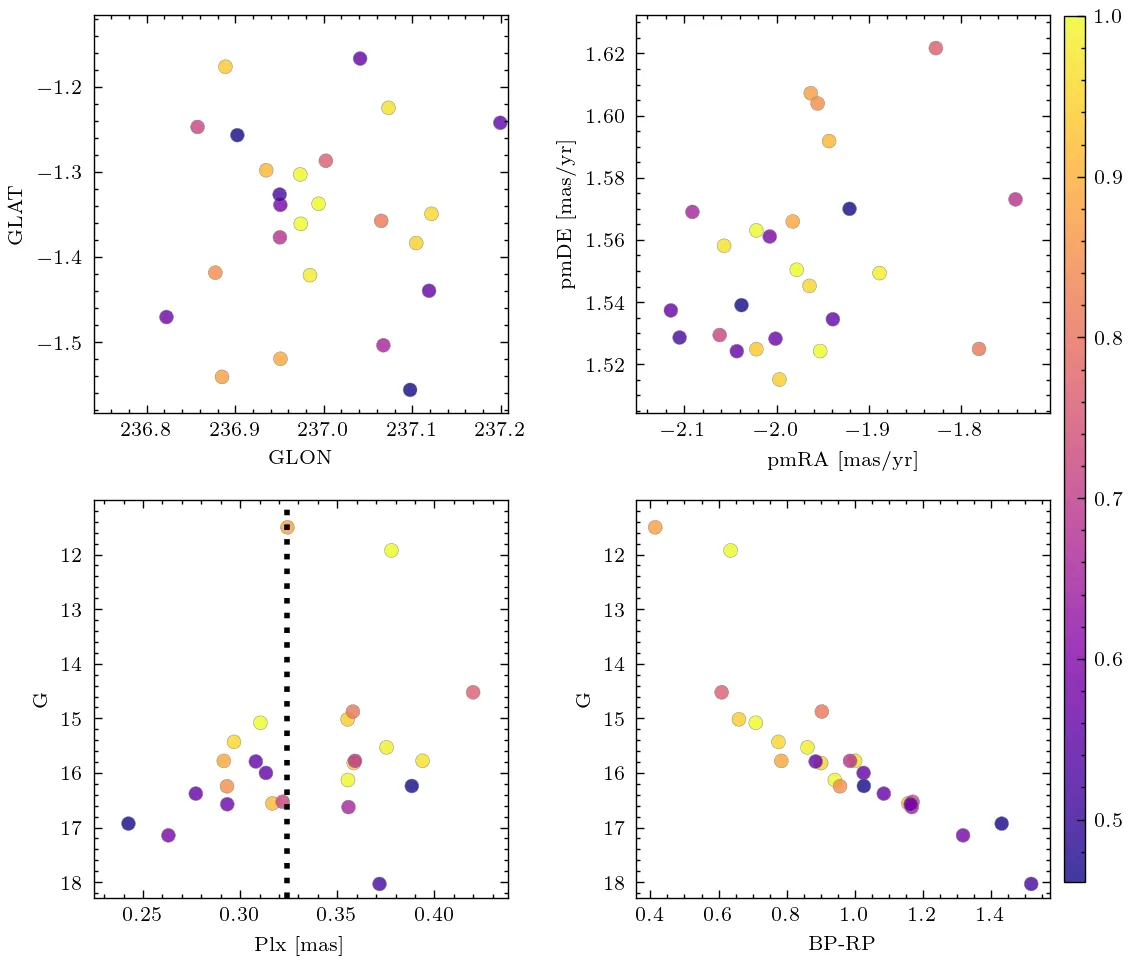 −1.2
−1.3
−1.4
−1.5
GLAT
236.8 236.9 237.0 237.1 237.2
GLON
1.62
1.60
1.58
1.56
1.54
1.52
pmDE [mas/yr]
−2.1 −2.0 −1.9 −1.8
pmRA [mas/yr]
12
13
14
15
16
17
18
G
0.25 0.30 0.35 0.40
Plx [mas]
12
13
14
15
16
17
18
G
0.4 0.6 0.8 1.0 1.2 1.4
BP-RP
1.0
0.9
0.8
0.7
0.6
0.5